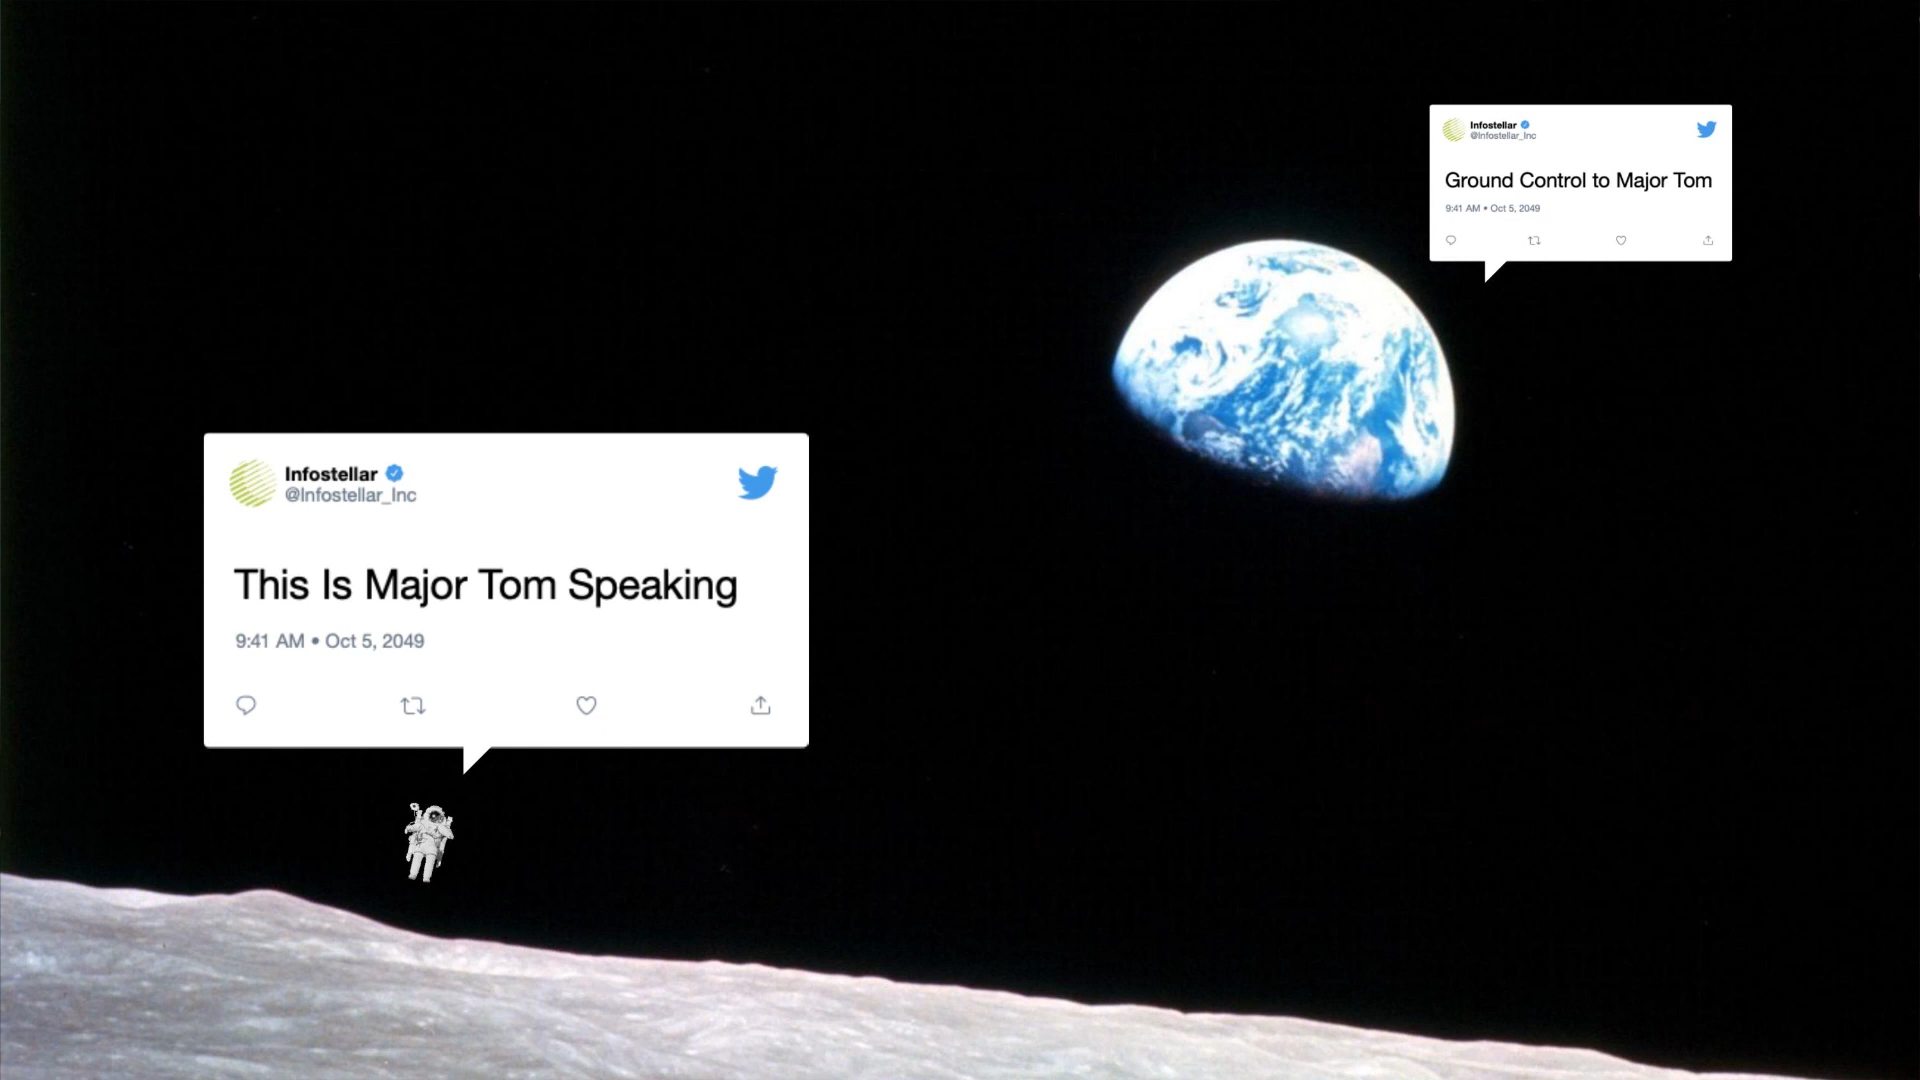 Infostellar
@Infostellar_Inc
Ground Control to Major Tom
9:41 AM • Oct 5, 2049
Infostellar
@Infostellar_Inc
This Is Major Tom Speaking
9:41 AM • Oct 5, 2049